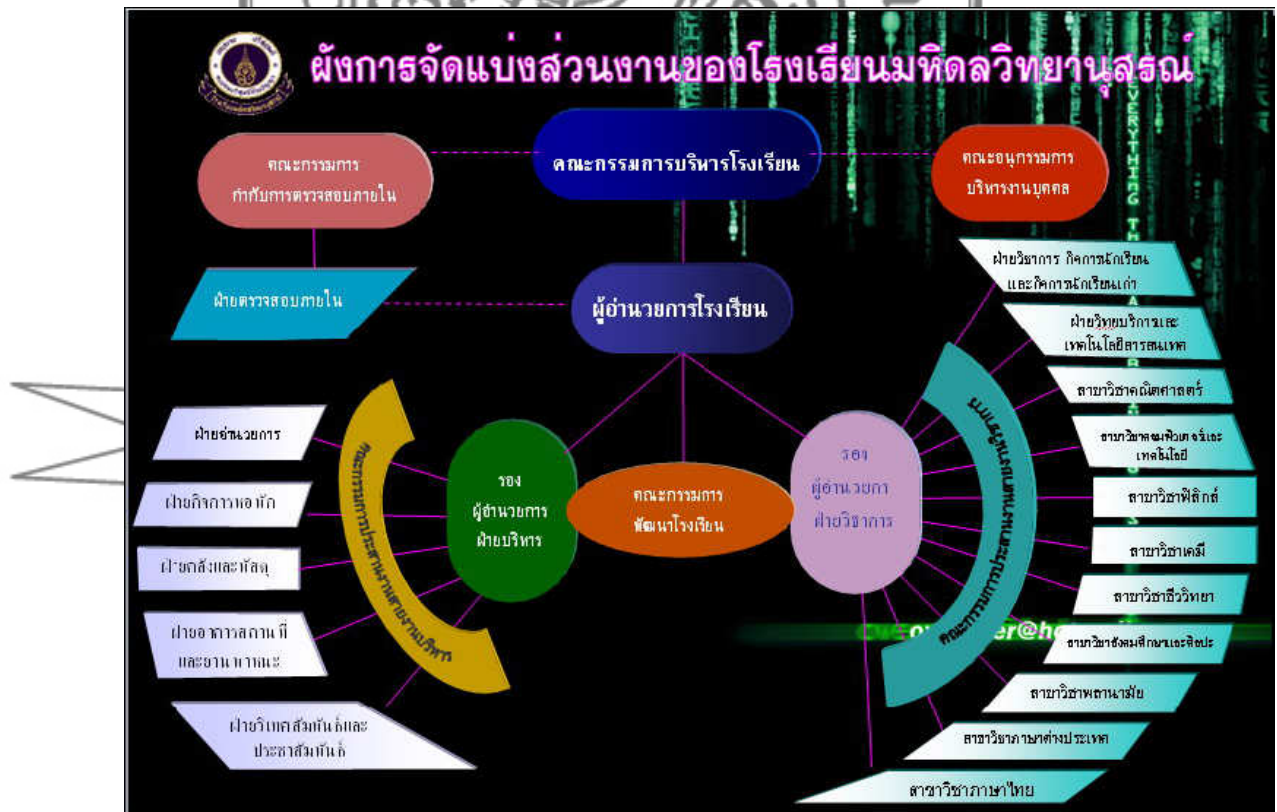 ผังการจัดแบ่งส่วนงานของโรงเรียนมหิดลวิทยานุสรณ์
คณะกรรมการ
กำกับการตรวจสอบภายใน
คณะกรรมการบริหารโรงเรียน
คณะอนุกรรมการ
บริหารงานบุคคล
ฝ่ายตรวจสอบภายใน
ผู้อำนวยการโรงเรียน
ฝ่ายอำนวยการ
ฝ่ายกิจการหอพัก
ฝ่ายคลังและพัสดุ
ฝ่ายอาคารสถานที่
และยานพาหนะ
ฝ่ายวิเทศสัมพันธ์และ
ประชาสัมพันธ์
คณะกรรมการประสานงานสายงานบริหาร
รอง
ผู้อำนวยการ
ฝ่ายบริหาร
คณะกรรมการ
พัฒนาโรงเรียน
รอง
ผู้อำนวยกา
ฝ่ายวิชาการ
คณะกรรมการประสานงานสายงานวิชาการ
ฝ่ายวิชาการ กิจการนักเรียน
และกิจการนักเรียนเก่า
ฝ่ายวิทยบริการและ
เทคโนโลยีสารสนเทศ
สาขาวิชาคณิตศาสตร์
สาขาวิชาคอมพิวเตอร์และ
เทคโนโลยี
สาขาวิชาฟิสิกส์
สาขาวิชาเคมี
สาขาวิชาชีววิทยา
สาขาวิชาสังคมศึกษาและศิลปะ
สาขาวิชาพลานามัย
สาขาวิชาภาษาต่างประเทศ
สาขาวิชาภาษาไทย
EVERYTHING